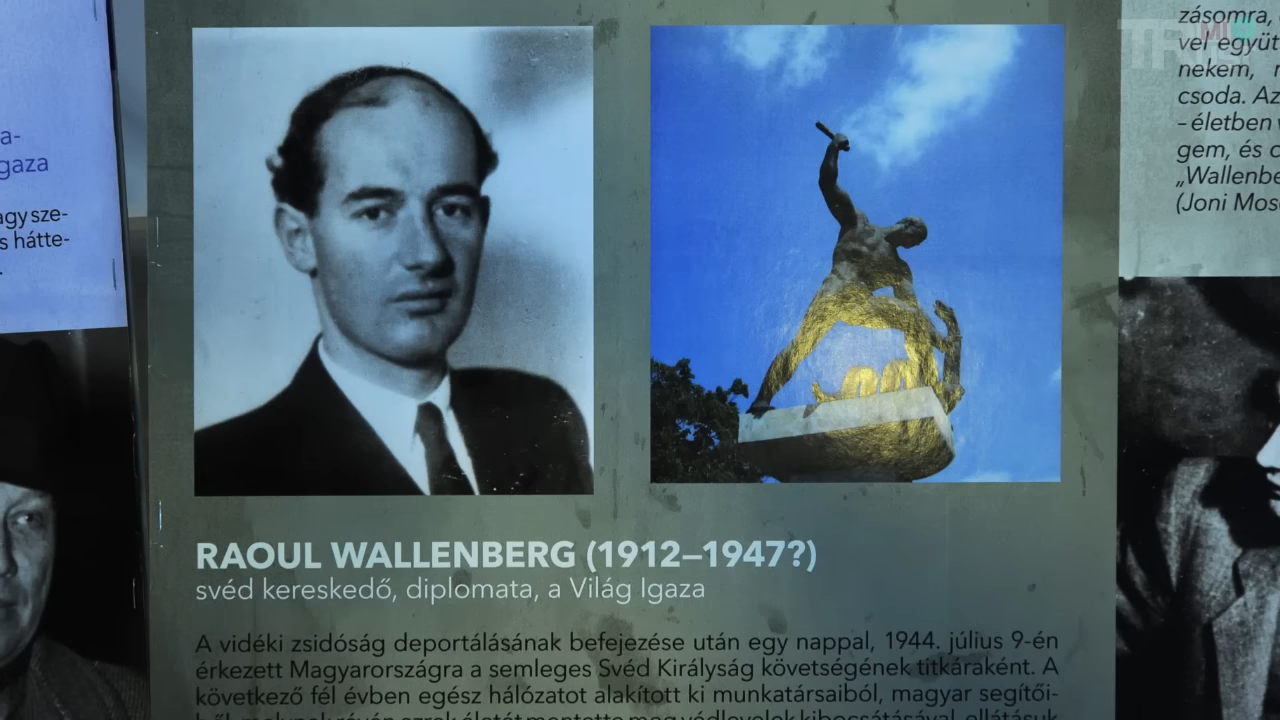 a-
gaza
agy sze-
s hátte-
.
RAOUL WALLENBERG (1912–1947?)
svéd kereskedő, diplomata, a Világ Igaza
A vidéki zsidóság deportálásának befejezése után egy nappal, 1944. július 9-én
érkezett Magyarországra a semleges Svéd Királyság követségének titkáraként. A
következő fél évben egész hálózatot alakított ki munkatársaiból, magyar segítői-
zásomra,
vel együt
nekem,
csoda. Az
– életben
gem, és
„Wallenbe
(Joni Mos